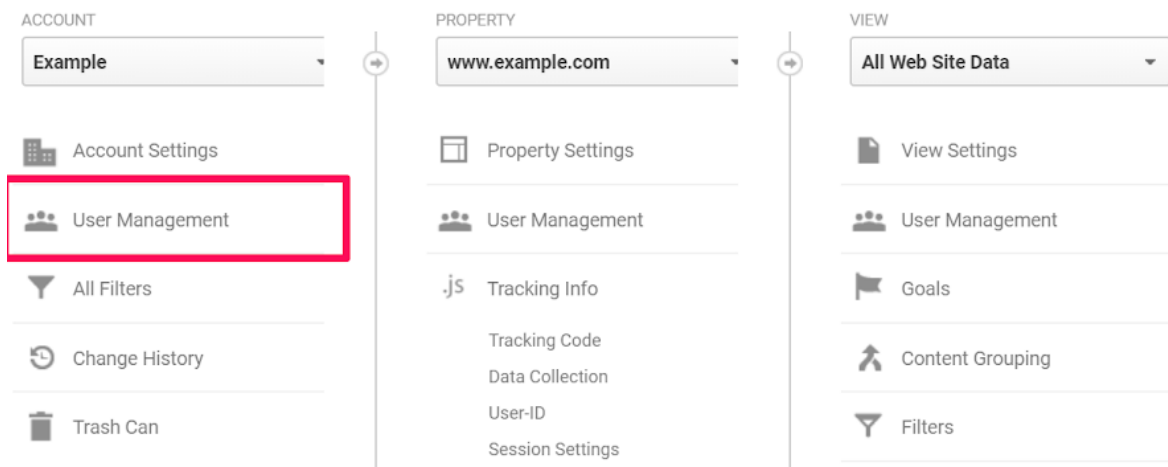 ACCOUNT
Example
Account Settings
User Management
All Filters
Change History
Trash Can
PROPERTY
www.example.com
Property Settings
User Management
.js Tracking Info
Tracking Code
Data Collection
User-ID
Session Settings
VIEW
All Web Site Data
View Settings
User Management
Goals
Content Grouping
Filters